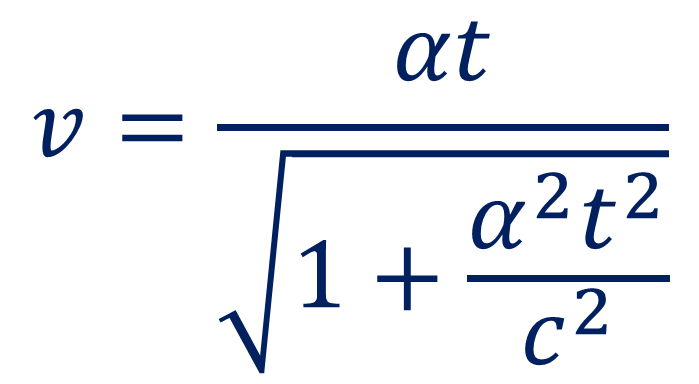 v = αt / √(1 + α²t² / c²)